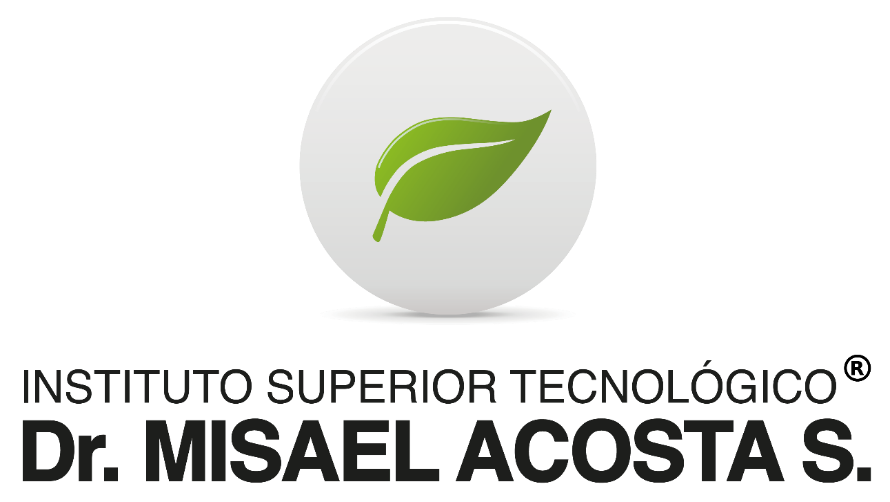 INSTITUTO SUPERIOR TECNOLÓGICO®
Dr. MISAEL ACOSTA S.